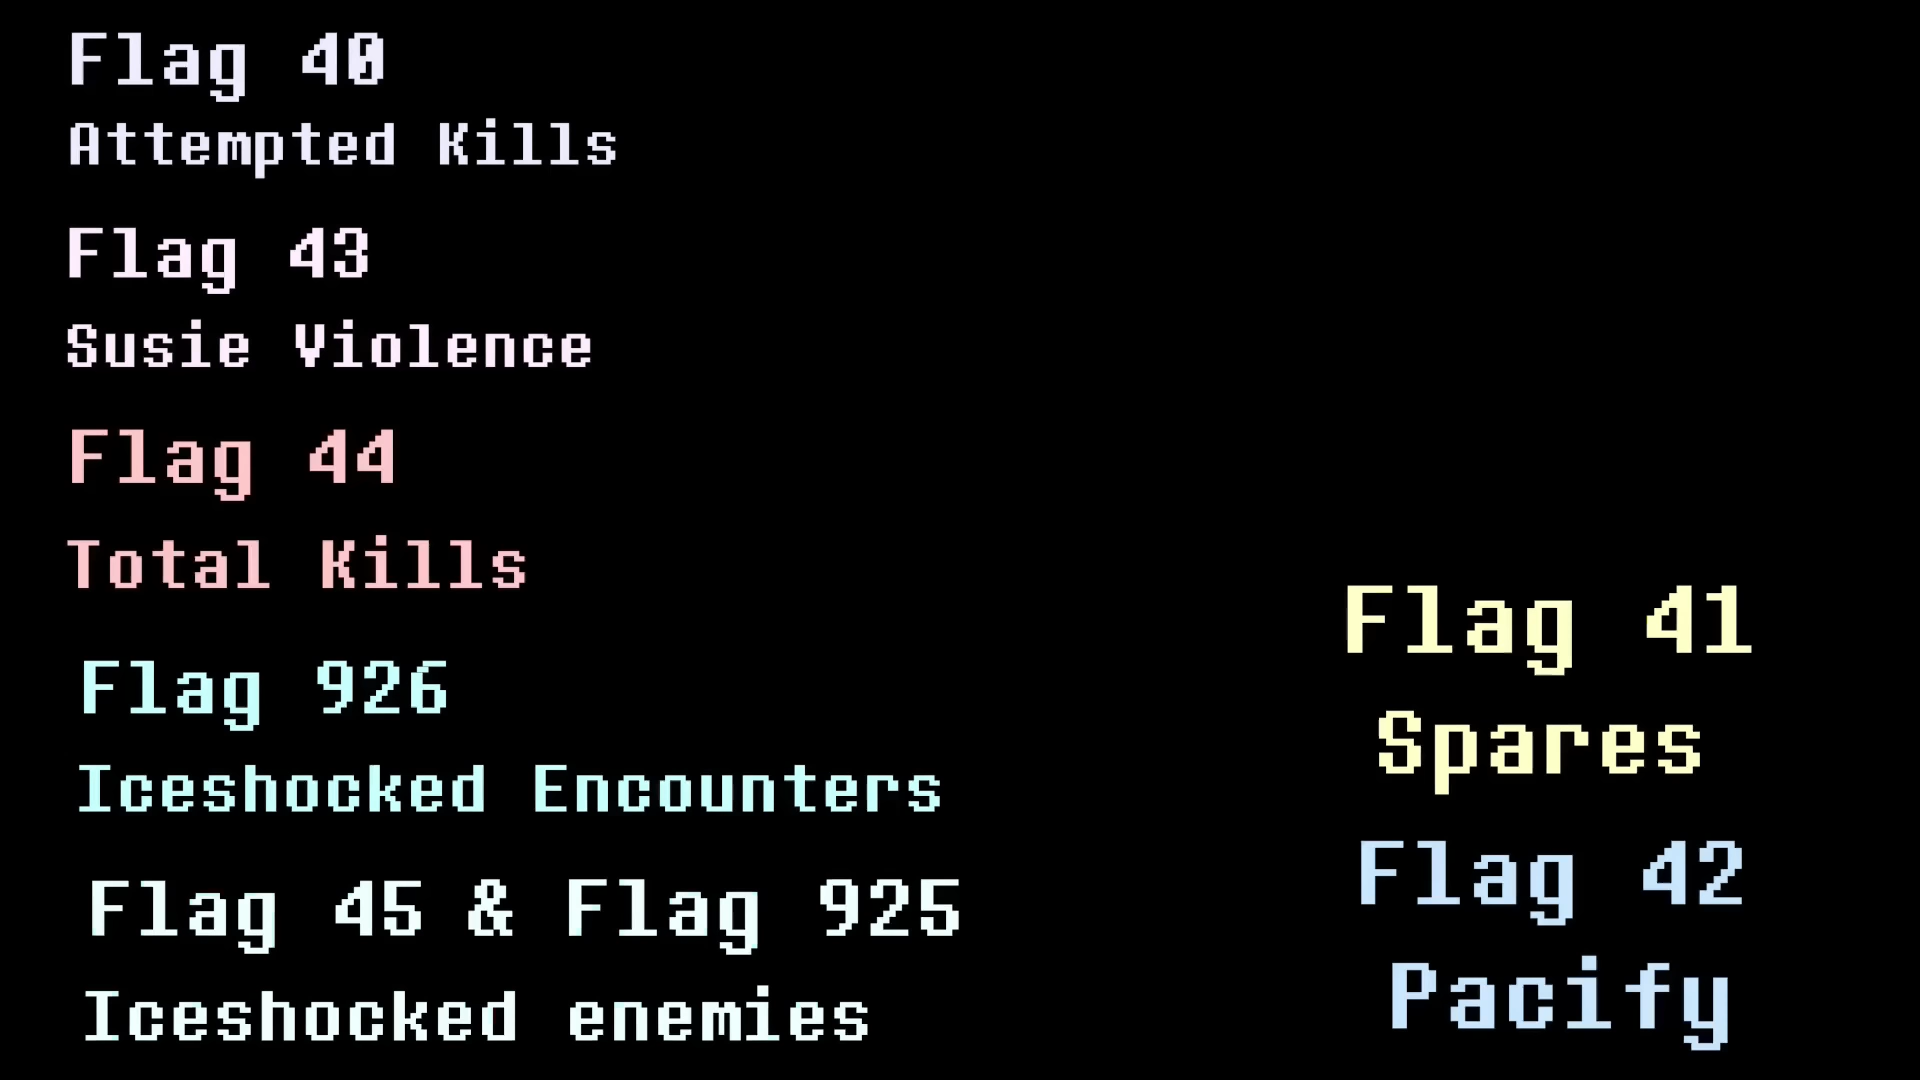 Flag 40
Attempted Kills
Flag 43
Susie Violence
Flag 44
Total Kills
Flag 926
Iceshocked Encounters
Flag 45 & Flag 925
Iceshocked enemies
Flag 41
Spares
Flag 42
Pacify